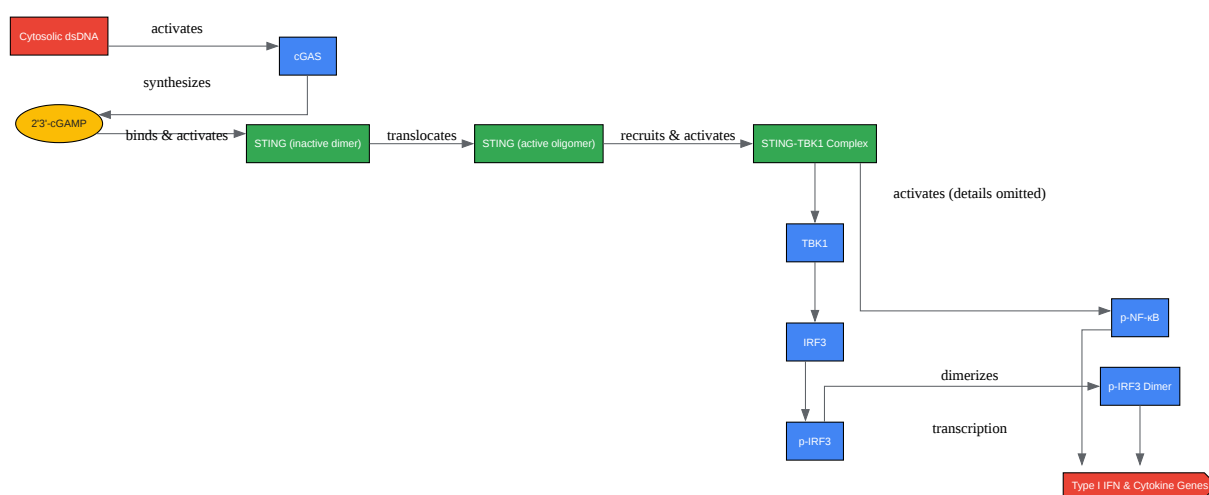 Cytosolic dsDNA
activates
cGAS
synthesizes
2'3'-cGAMP
binds & activates
STING (inactive dimer)
translocates
STING (active oligomer)
recruits & activates
STING-TBK1 Complex
activates (details omitted)
TBK1
p-NF-κB
IRF3
dimerizes
p-IRF3 Dimer
transcription
p-IRF3
Type I IFN & Cytokine Genes